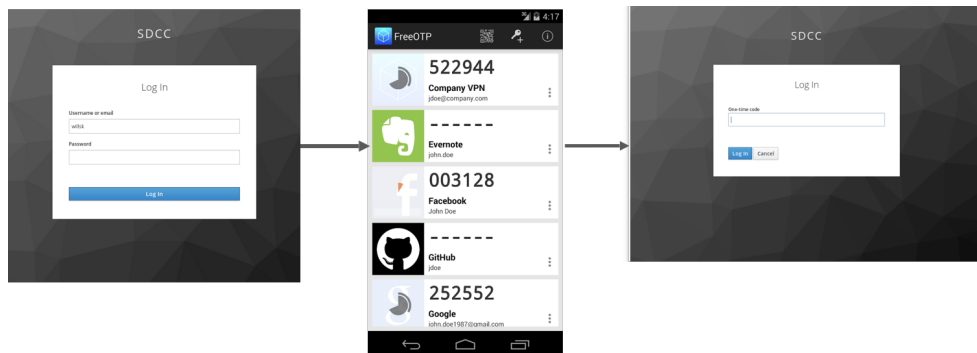 SDCC
Log In
Username or email
willsk
Password
Log In
4:17
FreeOTP
522944
Company VPN
jdoe@company.com
------
Evernote
john.doe
003128
Facebook
John Doe
------
GitHub
jdoe
252552
Google
john.doe1987@gmail.com
SDCC
Log In
One-time code
Log In
Cancel